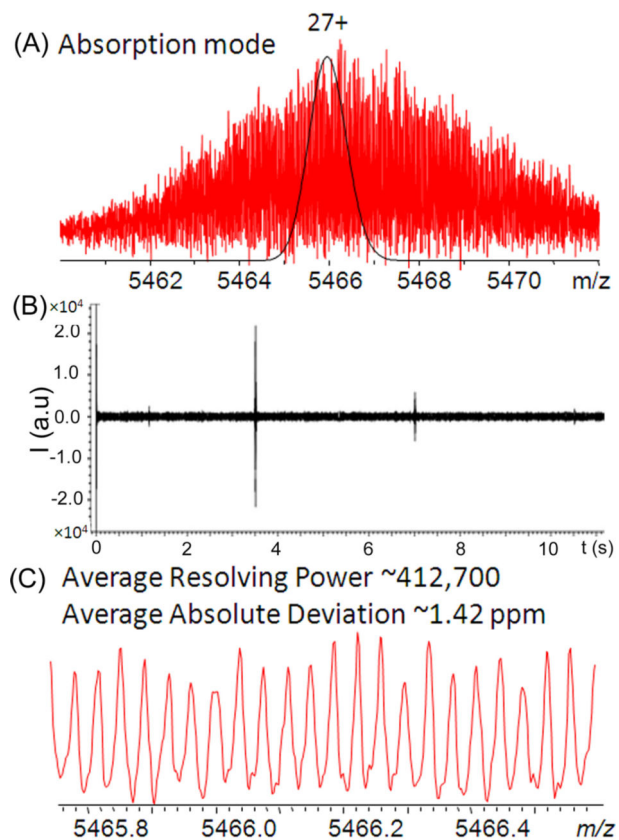 27+
(A) Absorption mode
5462 5464 5466 5468 5470 m/z
(B)
×10⁴
2.0
1.0
0.0
-1.0
-2.0
×10⁴
I (a.u)
0 2 4 6 8 10 t (s)
(C) Average Resolving Power ~412,700
Average Absolute Deviation ~1.42 ppm
5465.8 5466.0 5466.2 5466.4 m/z